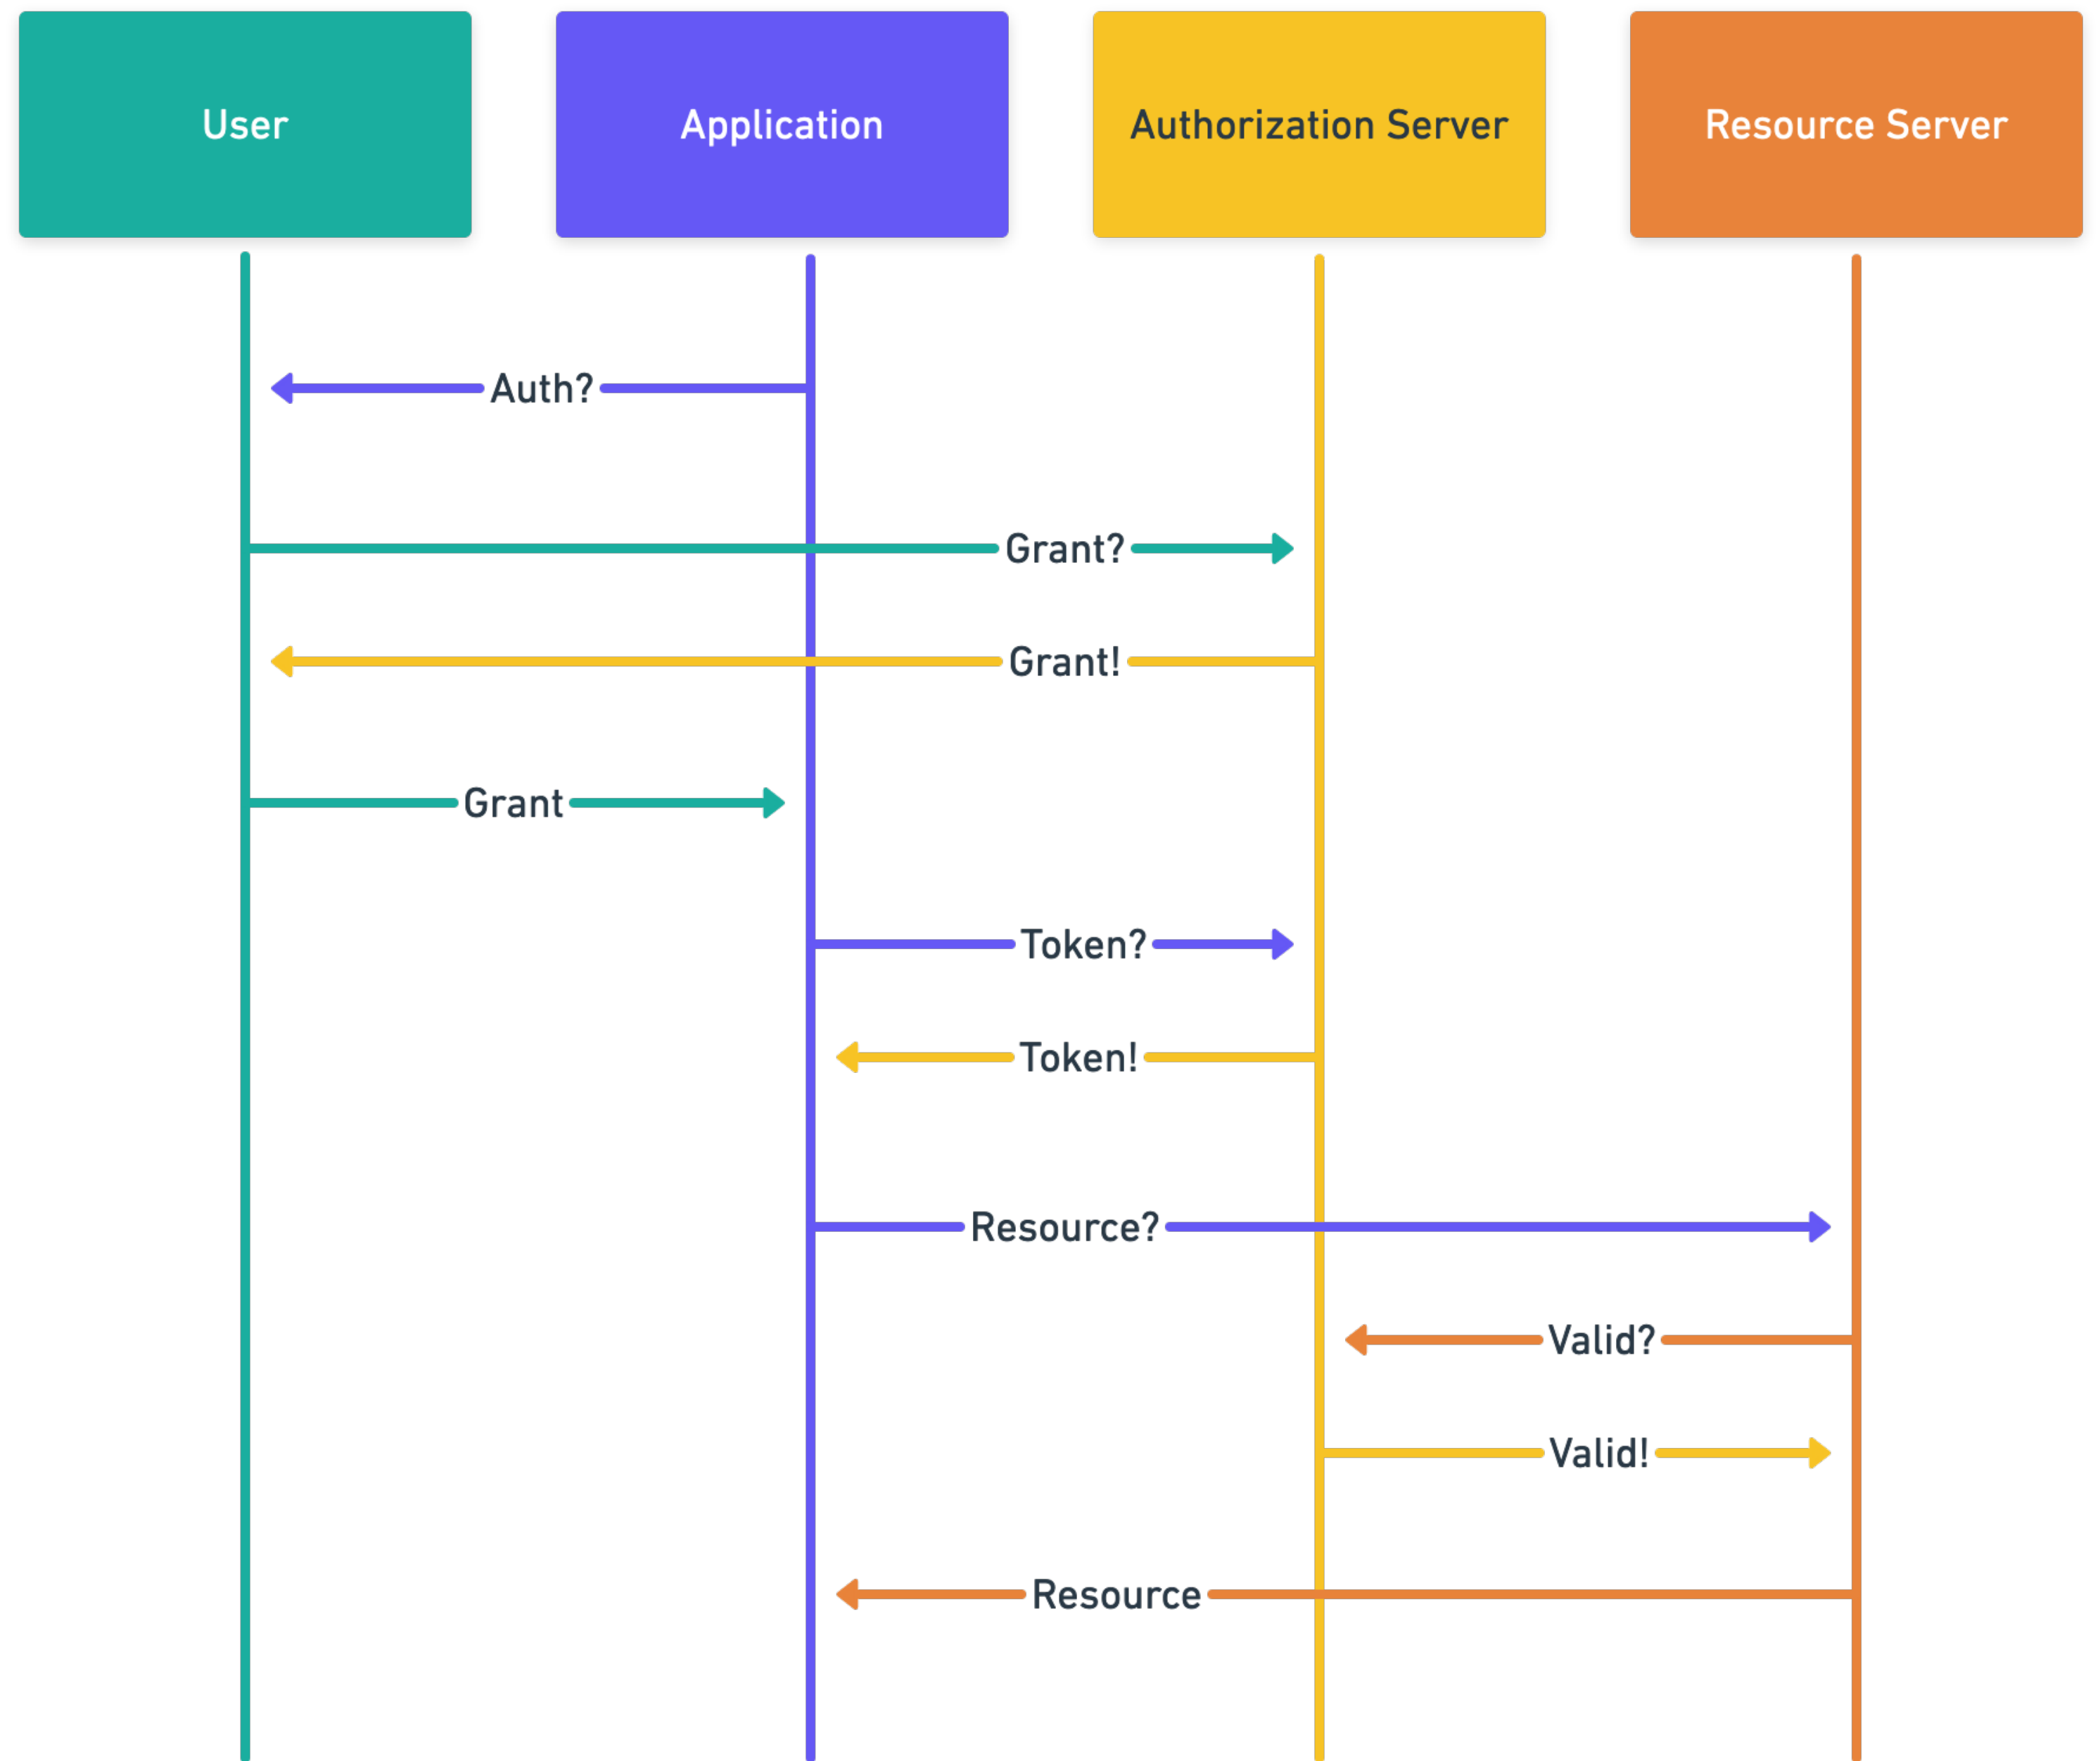 User
Application
Authorization Server
Resource Server
Auth?
Grant?
Grant!
Grant
Token?
Token!
Resource?
Valid?
Valid!
Resource